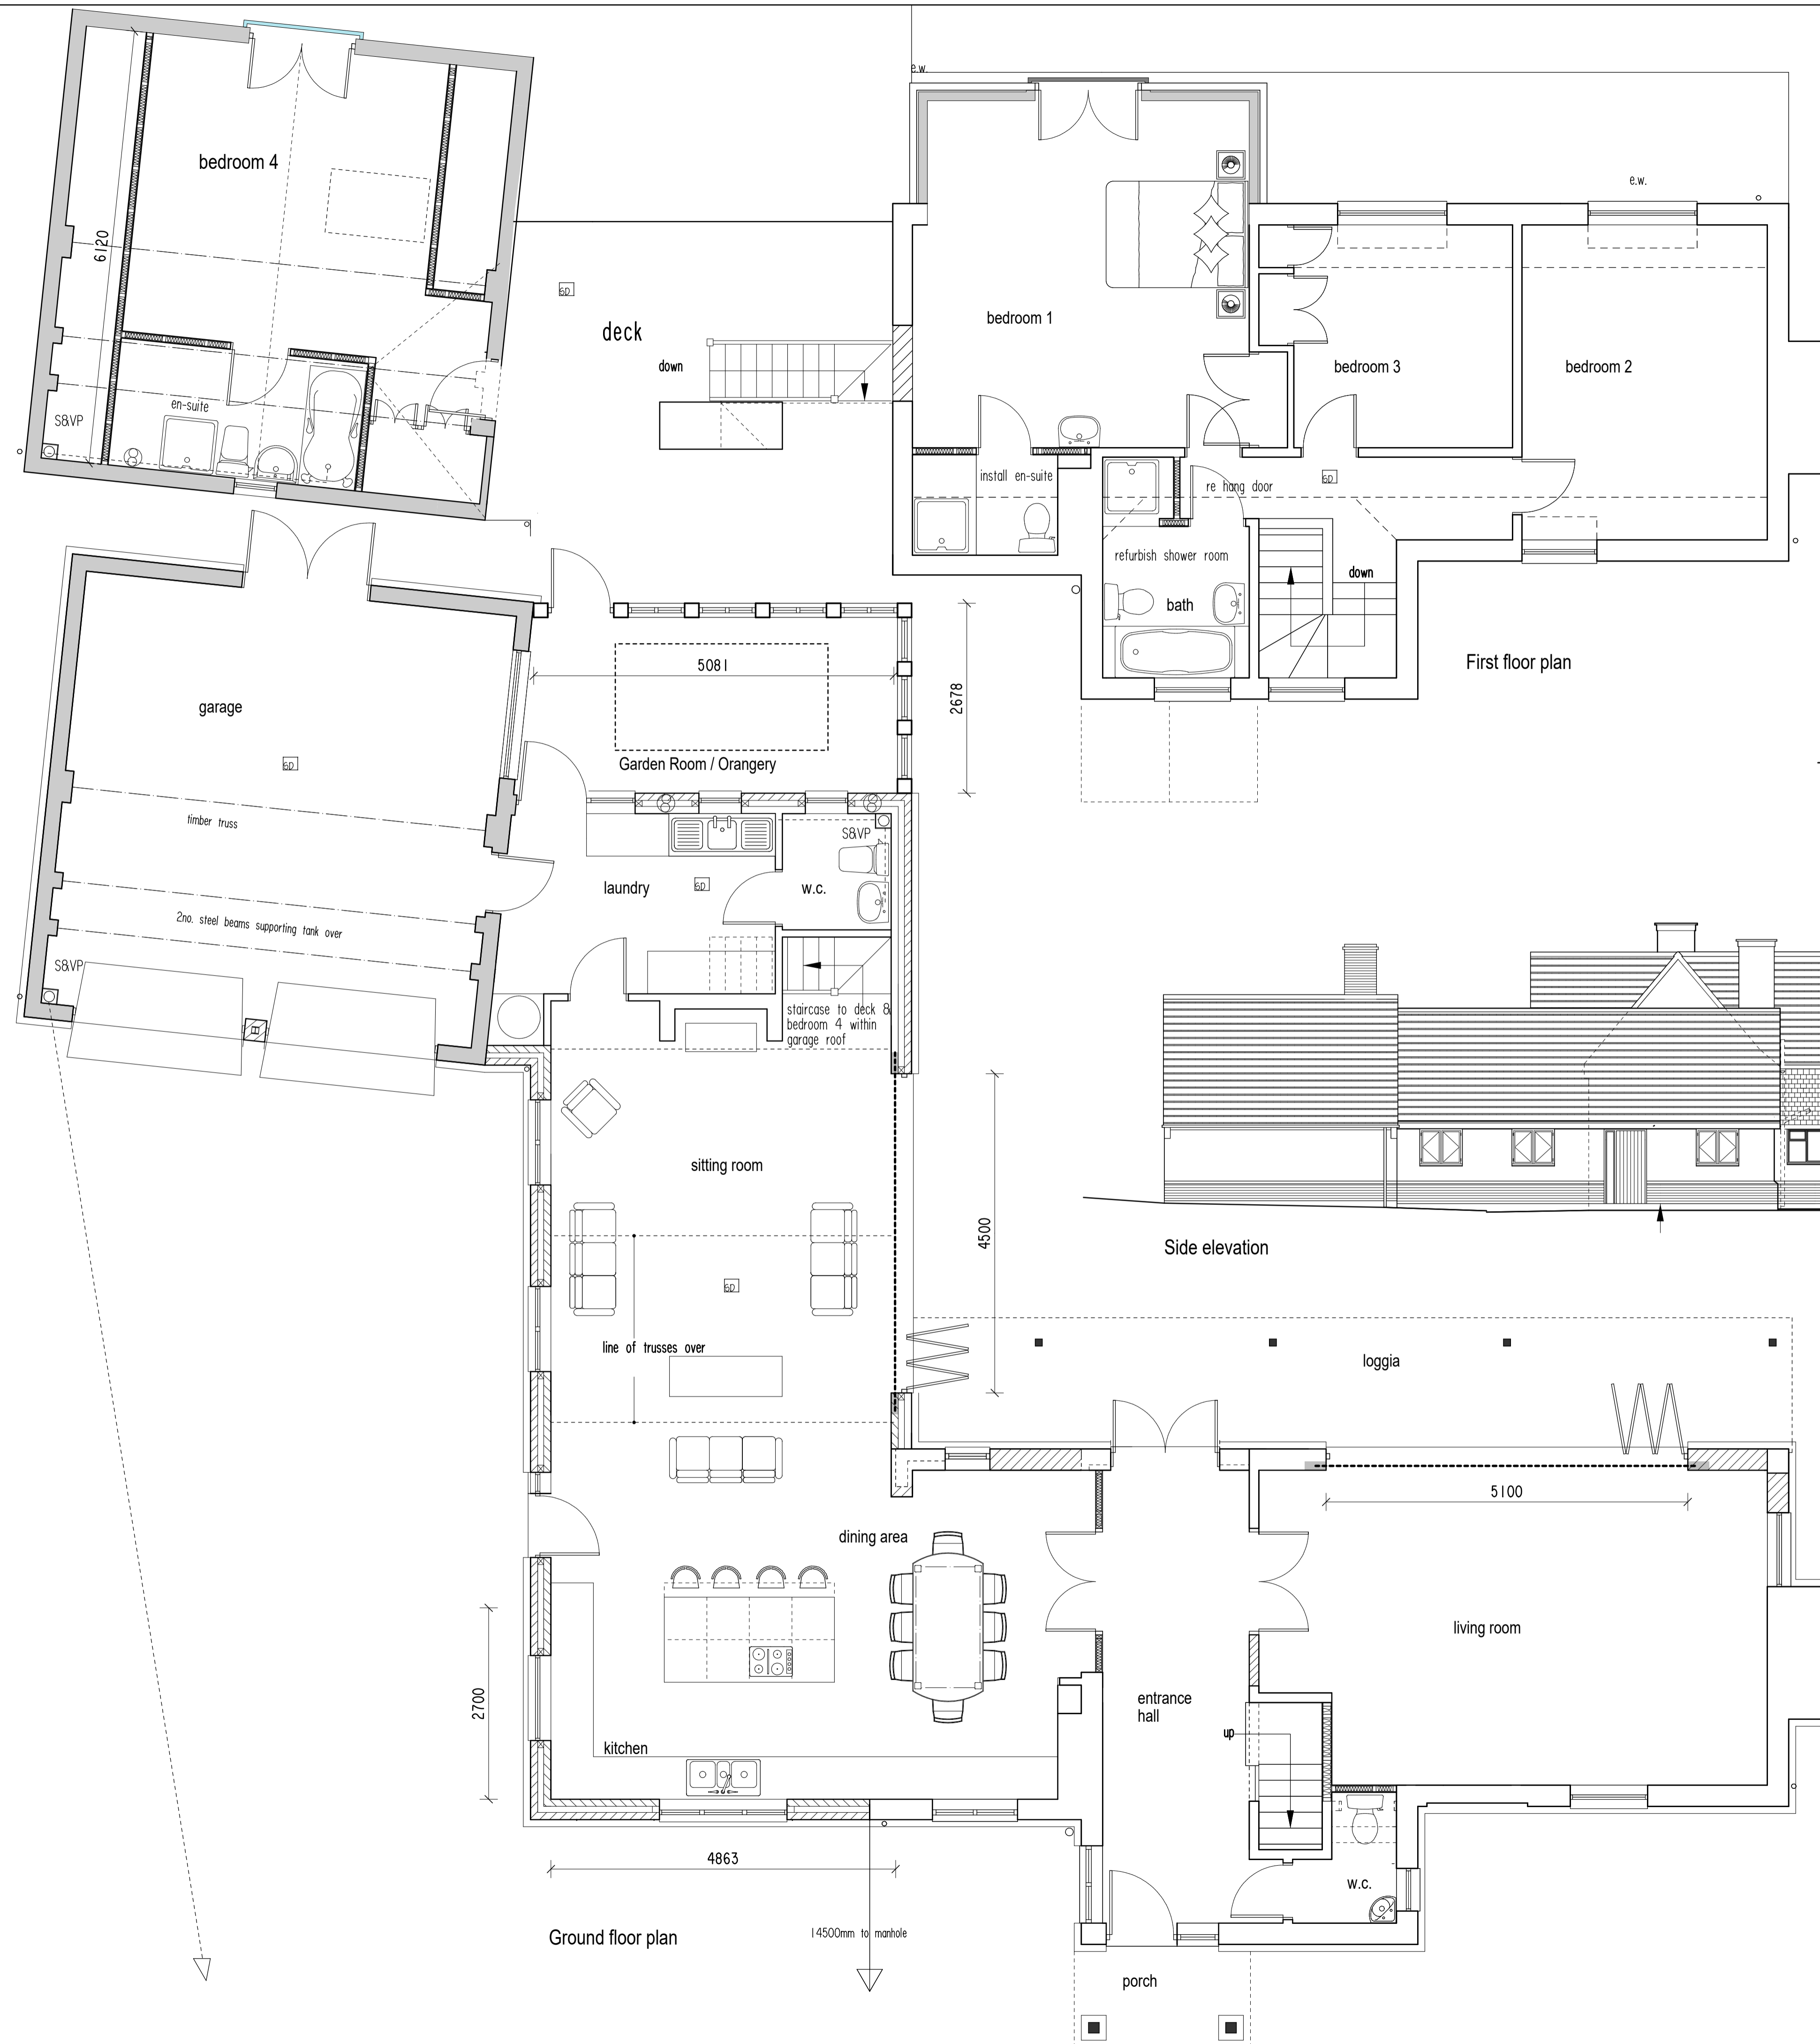 e.w.
bedroom 4
e.w.
6120
SD
deck
bedroom 1
down
bedroom 3
bedroom 2
en-suite
S&VP
install en-suite
SD
re hang door
refurbish shower room
down
bath
First floor plan
5081
2678
garage
SD
Garden Room / Orangery
timber truss
S&VP
laundry
SD
w.c.
2no. steel beams supporting tank over
S&VP
staircase to deck &
bedroom 4 within
garage roof
sitting room
4500
Side elevation
SD
line of trusses over
loggia
5100
dining area
living room
2700
entrance
hall
up
kitchen
4863
w.c.
14500mm to manhole
Ground floor plan
porch